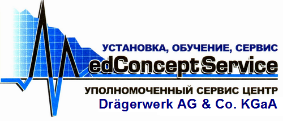 УСТАНОВКА, ОБУЧЕНИЕ, СЕРВИС
MedConcept Service
УПОЛНОМОЧЕННЫЙ СЕРВИС ЦЕНТР
Drägerwerk AG & Co. KGaA